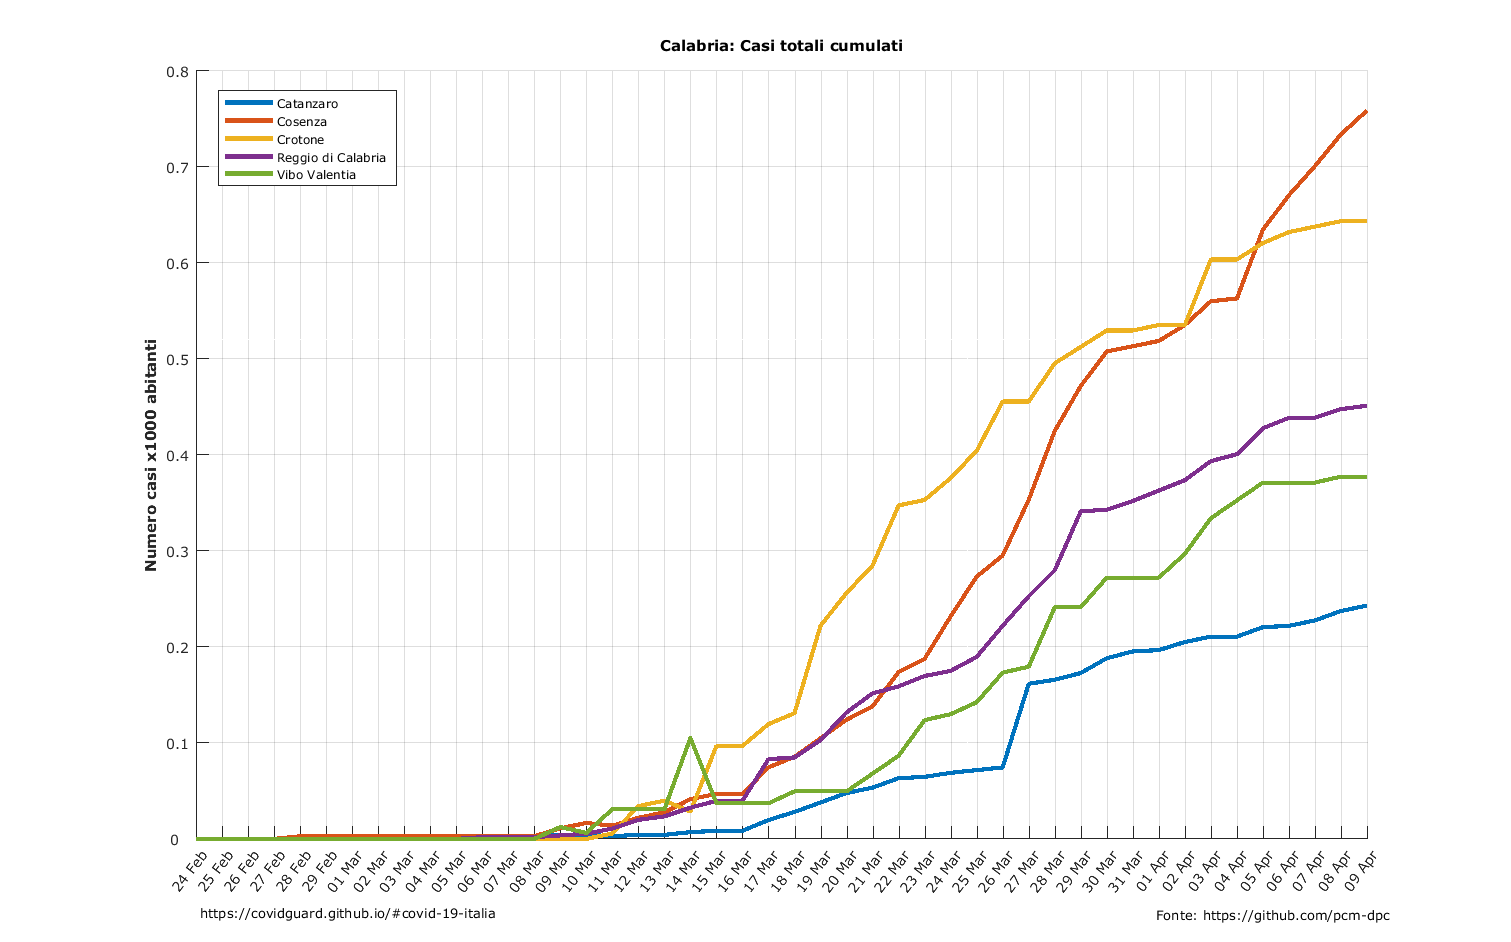 Calabria: Casi totali cumulati
Numero casi x1000 abitanti
0.8
0.7
0.6
0.5
0.4
0.3
0.2
0.1
0
Catanzaro
Cosenza
Crotone
Reggio di Calabria
Vibo Valentia
24 Feb
25 Feb
26 Feb
27 Feb
28 Feb
29 Feb
01 Mar
02 Mar
03 Mar
04 Mar
05 Mar
06 Mar
07 Mar
08 Mar
09 Mar
10 Mar
11 Mar
12 Mar
13 Mar
14 Mar
15 Mar
16 Mar
17 Mar
18 Mar
19 Mar
20 Mar
21 Mar
22 Mar
23 Mar
24 Mar
25 Mar
26 Mar
27 Mar
28 Mar
29 Mar
30 Mar
31 Mar
01 Apr
02 Apr
03 Apr
04 Apr
05 Apr
06 Apr
07 Apr
08 Apr
09 Apr
https://covidguard.github.io/#covid-19-italia
Fonte: https://github.com/pcm-dpc